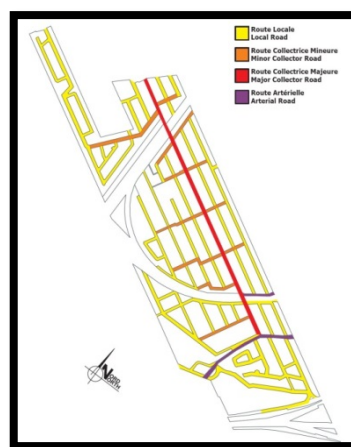 Route Locale
Local Road
Route Collectrice Mineure
Minor Collector Road
Route Collectrice Majeure
Major Collector Road
Route Artérielle
Arterial Road
NORD
NORTH